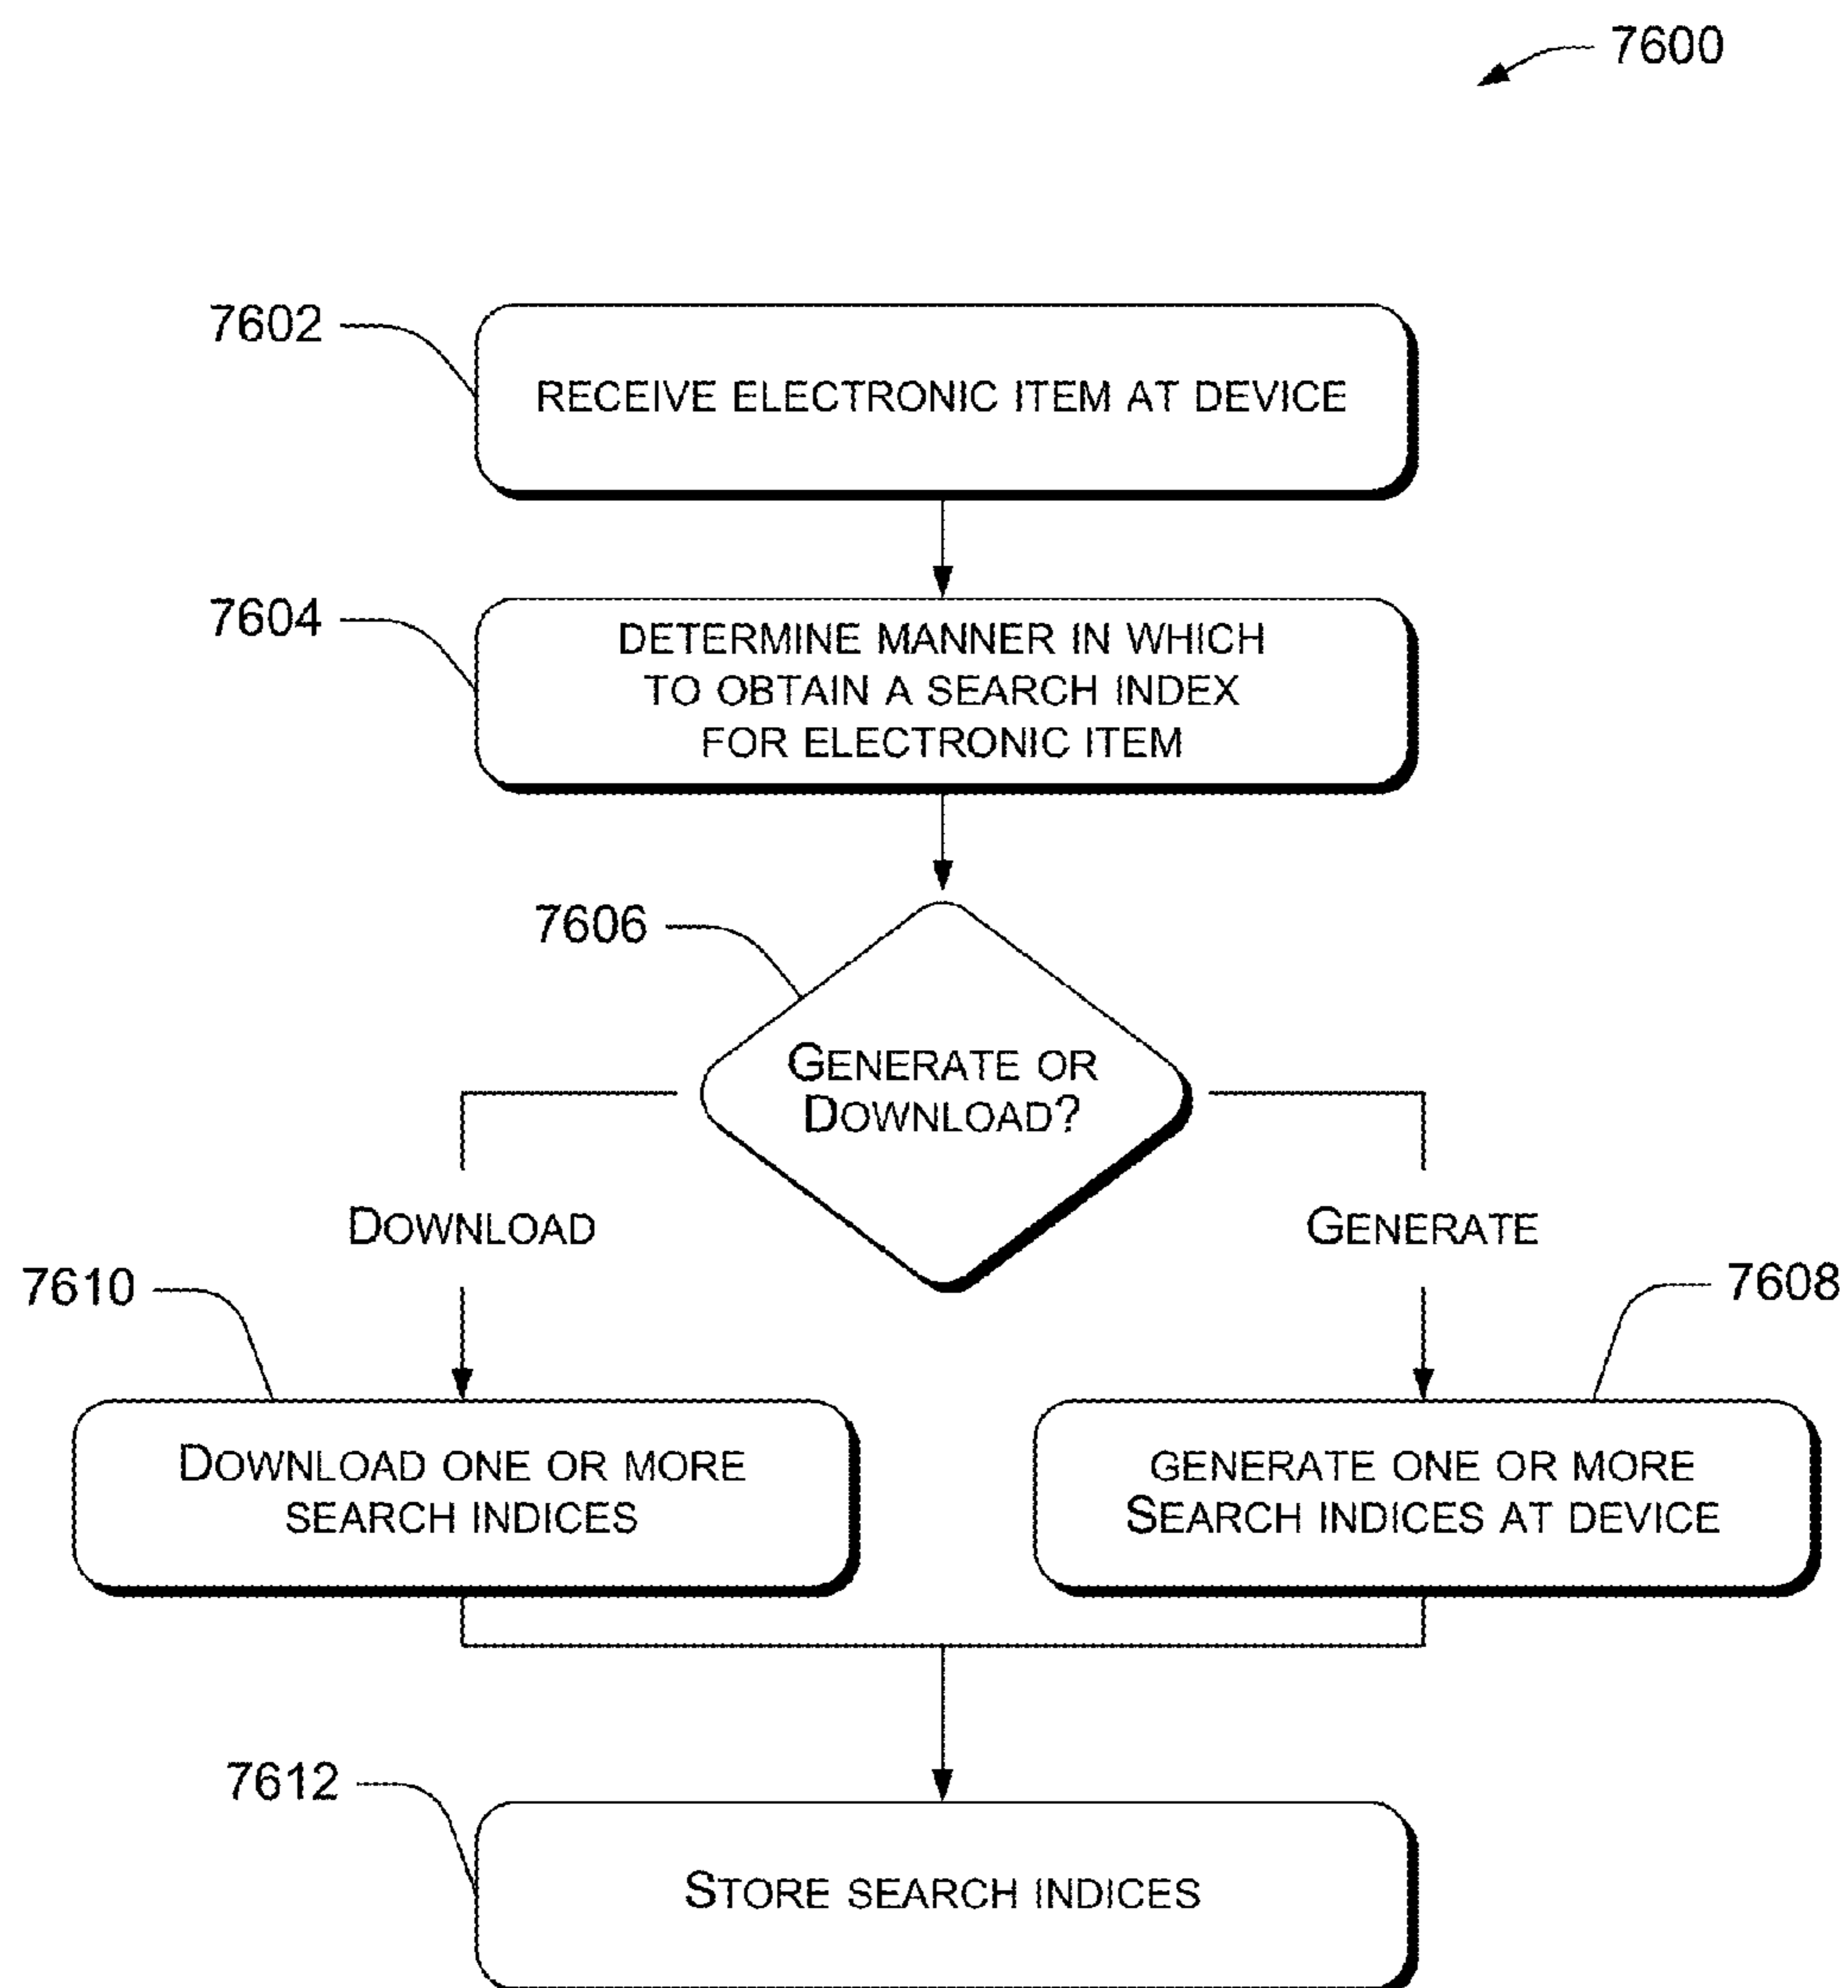 7600
7602
RECEIVE ELECTRONIC ITEM AT DEVICE
7604
DETERMINE MANNER IN WHICH
TO OBTAIN A SEARCH INDEX
FOR ELECTRONIC ITEM
7606
GENERATE OR
DOWNLOAD?
DOWNLOAD
GENERATE
7610
7608
DOWNLOAD ONE OR MORE
SEARCH INDICES
GENERATE ONE OR MORE
SEARCH INDICES AT DEVICE
7612
STORE SEARCH INDICES